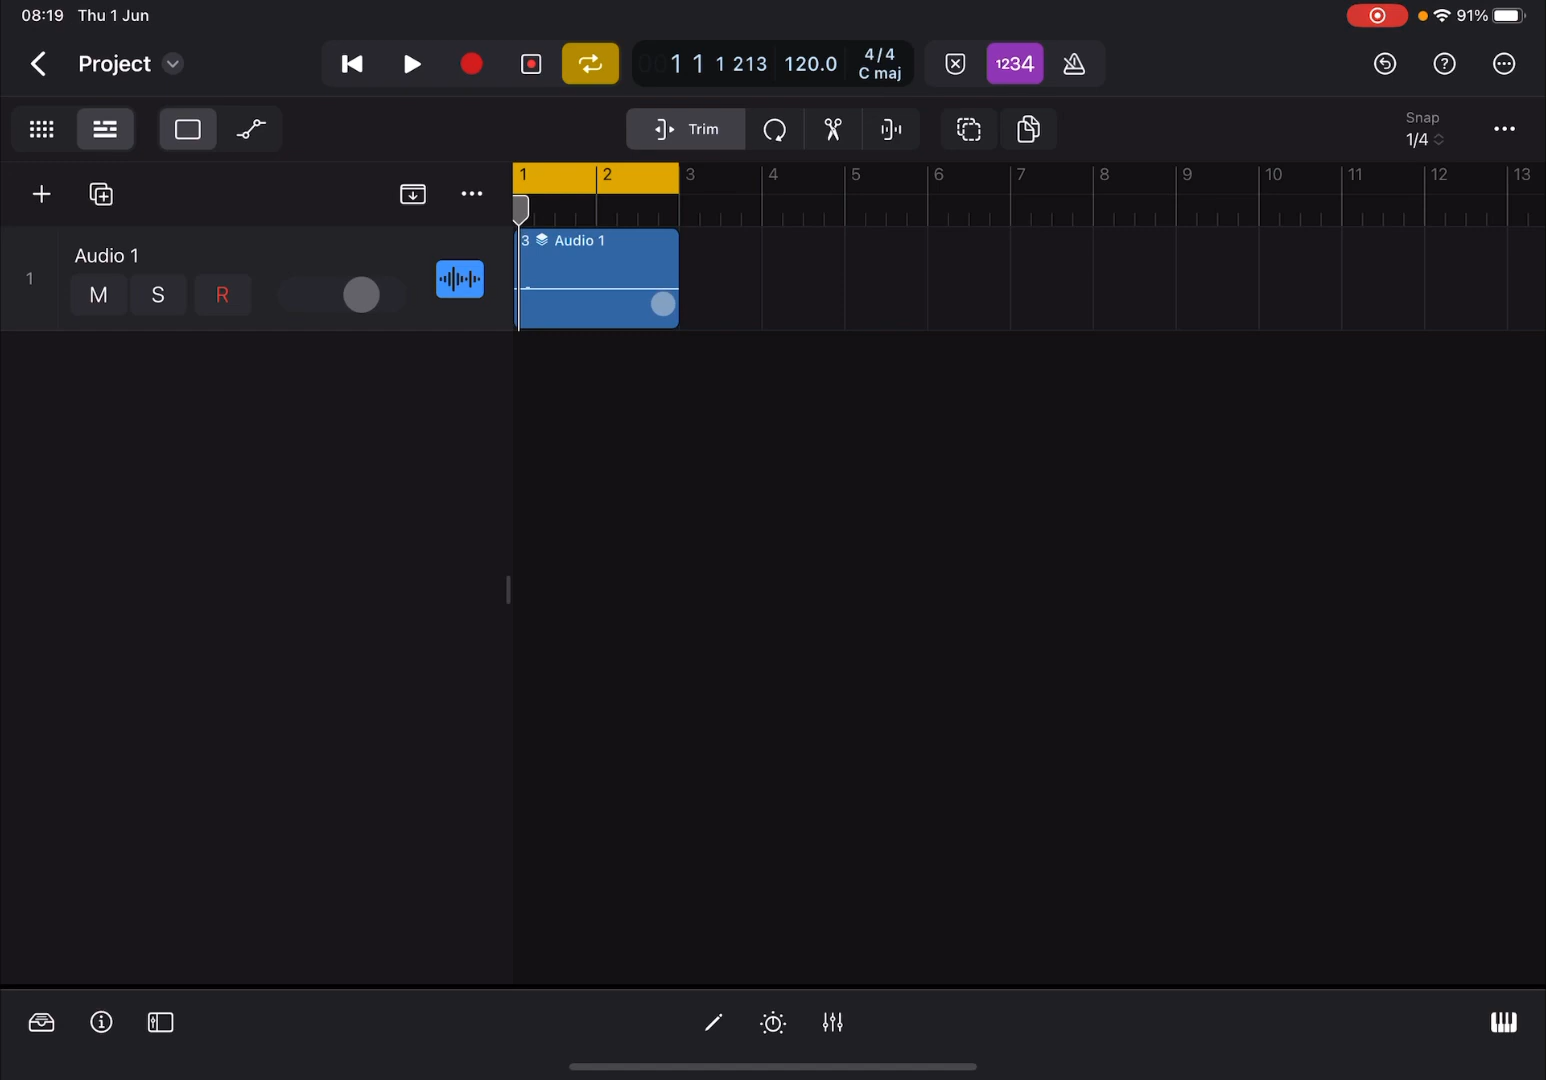 08:19 Thu 1 Jun
91%
Project
001 1 1 213 120.0 4/4 C maj
1234
Trim
Snap
1/4
1 2 3 4 5 6 7 8 9 10 11 12 13
1
Audio 1
M S R
3 Audio 1